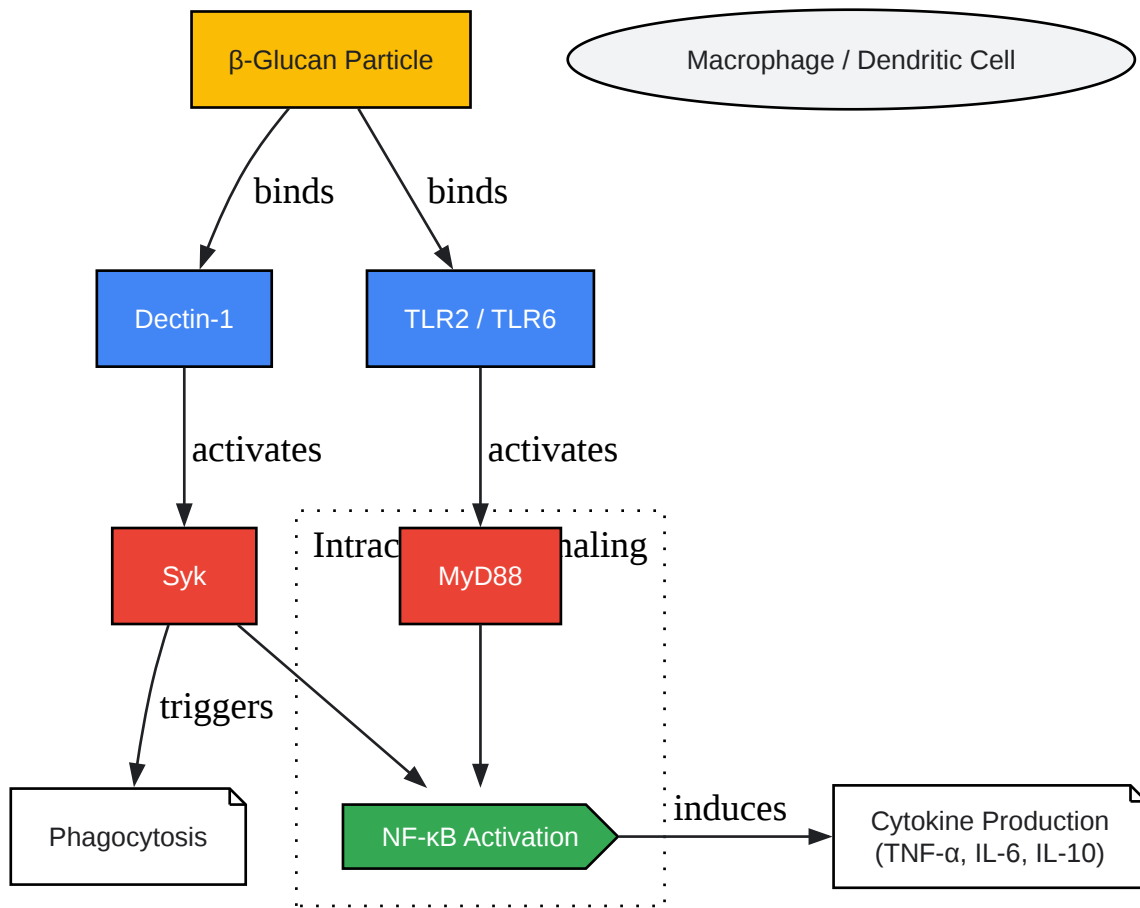 β-Glucan Particle
Macrophage / Dendritic Cell
binds
binds
Dectin-1
TLR2 / TLR6
activates
activates
Syk
MyD88
triggers
Phagocytosis
NF-κB Activation
induces
Cytokine Production
(TNF-α, IL-6, IL-10)